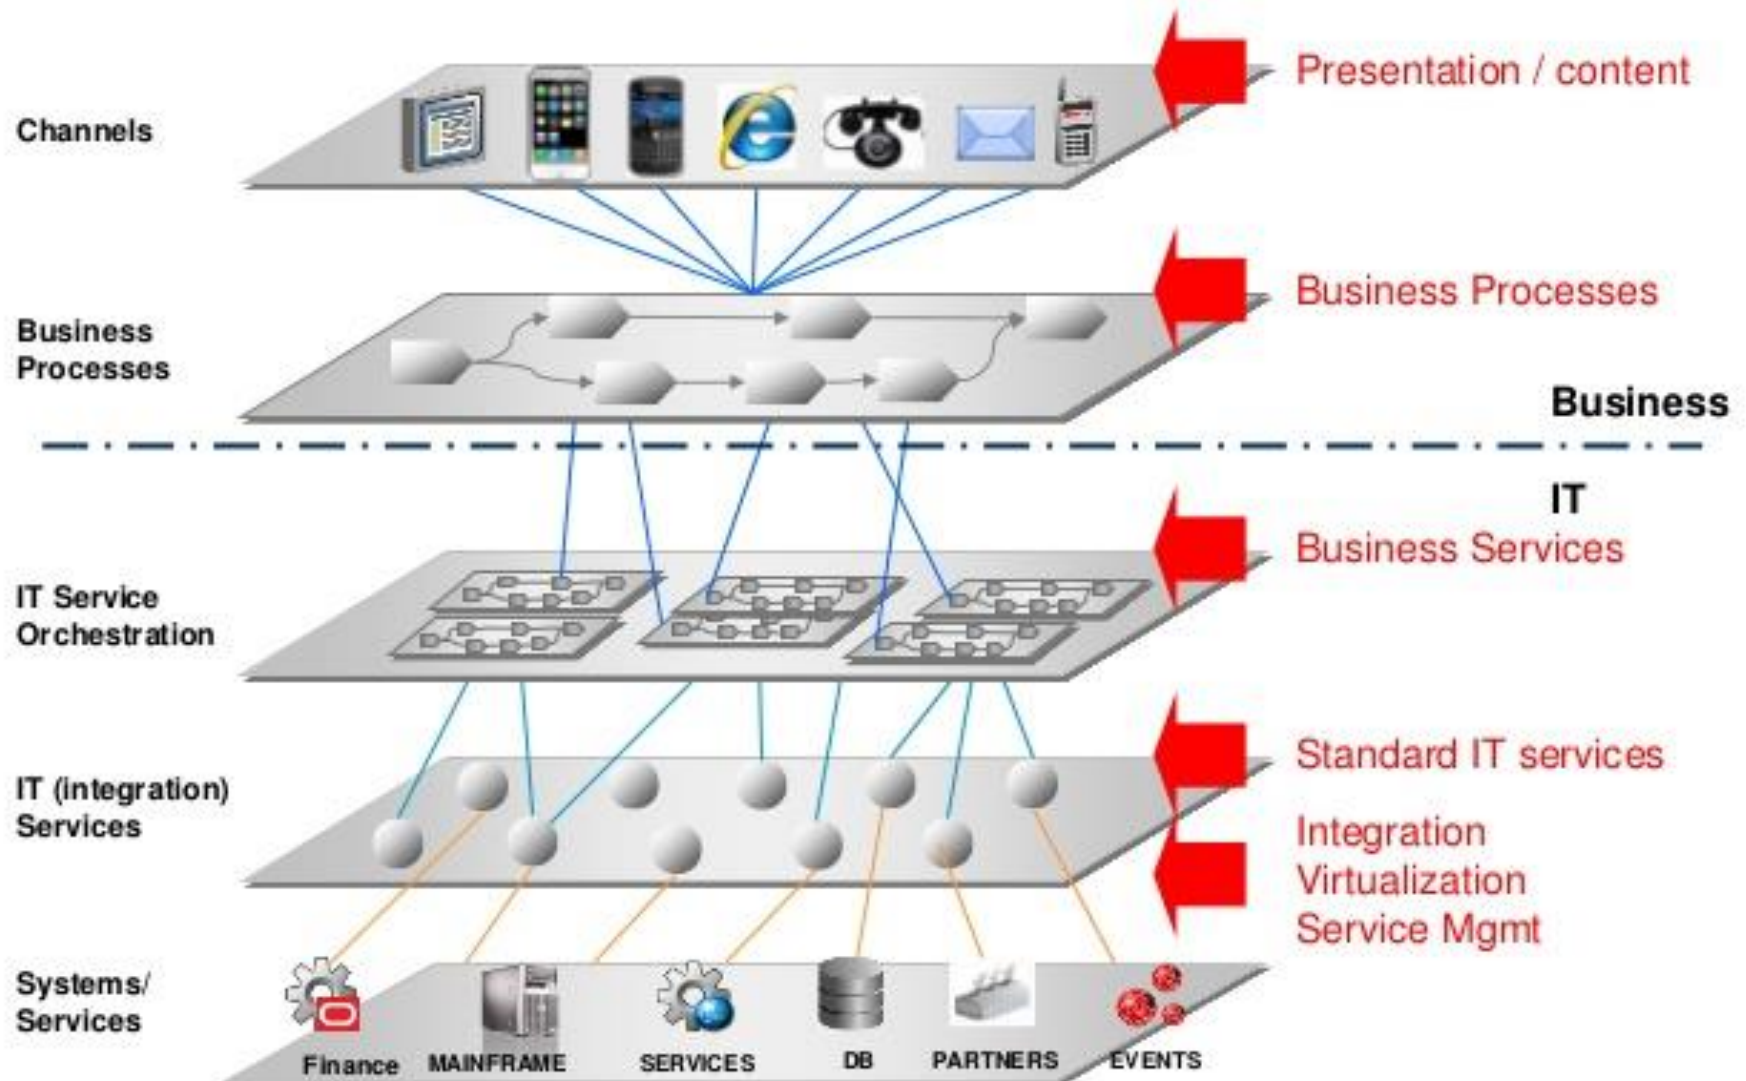 Presentation / content
Channels
Business Processes
Business
Processes
Business
IT
Business Services
IT Service
Orchestration
Standard IT services
IT (integration)
Services
Integration
Virtualization
Service Mgmt
Systems/
Services
Finance
MAINFRAME
SERVICES
DB
PARTNERS
EVENTS